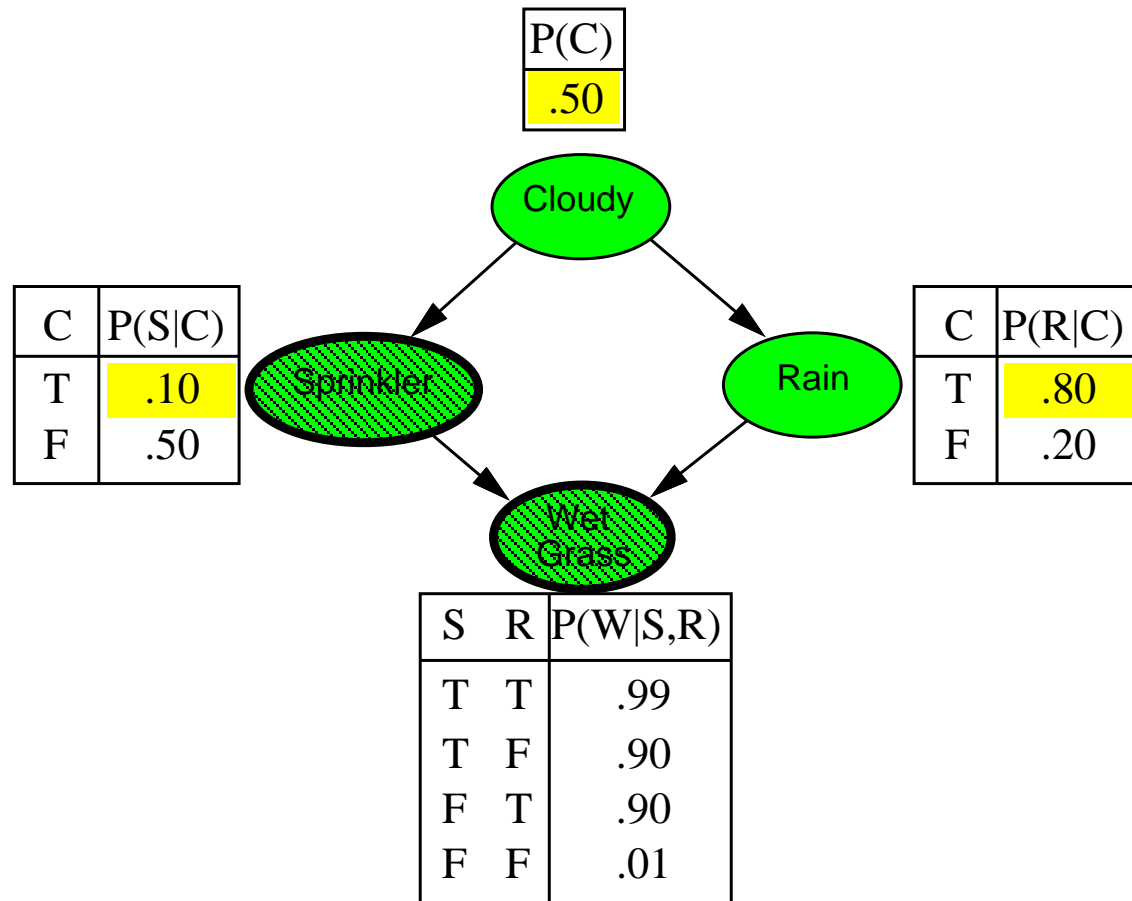 P(C)
.50
Cloudy
C P(S|C)
T .10
F .50
Sprinkler
Rain
C P(R|C)
T .80
F .20
Wet
Grass
S R P(W|S,R)
T T .99
T F .90
F T .90
F F .01